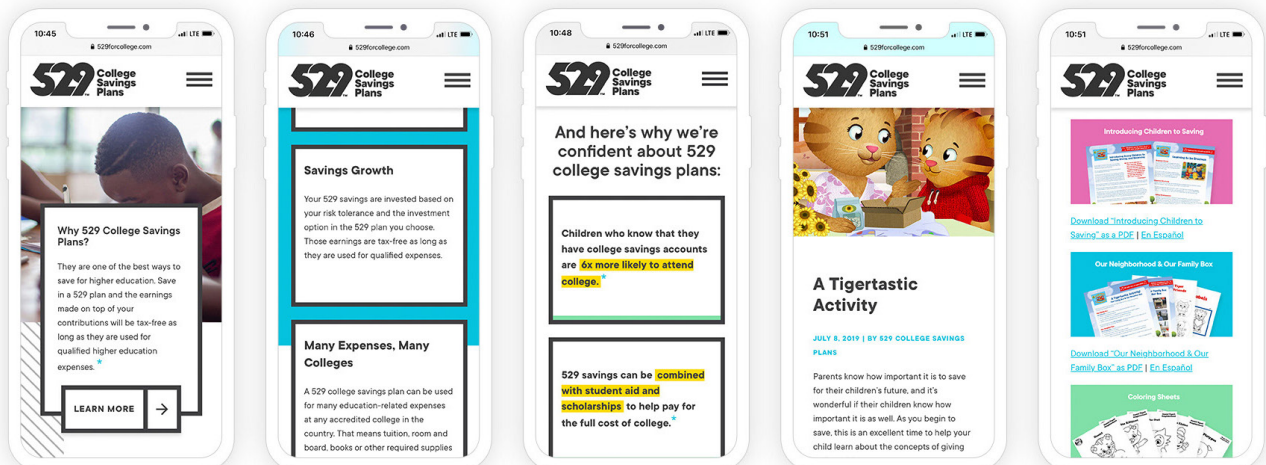 10:45
LTE
529forcollege.com
529
College
Savings
Plans
Why 529 College Savings
Plans?
They are one of the best ways to
save for higher education. Save
in a 529 plan and the earnings
made on top of your
contributions will be tax-free as
long as they are used for
qualified higher education
expenses. *
LEARN MORE
10:46
LTE
529forcollege.com
529
College
Savings
Plans
Savings Growth
Your 529 savings are invested based on
your risk tolerance and the investment
option in the 529 plan you choose.
Those earnings are tax-free as long as
they are used for qualified expenses.
Many Expenses, Many
Colleges
A 529 college savings plan can be used
for many education-related expenses
at any accredited college in the
country. That means tuition, room and
board, books or other required supplies
10:48
LTE
529forcollege.com
529
College
Savings
Plans
And here's why we're
confident about 529
college savings plans:
Children who know that they
have college savings accounts
are 6x more likely to attend
college. *
529 savings can be combined
with student aid and
scholarships to help pay for
the full cost of college. *
10:51
LTE
529forcollege.com
529
College
Savings
Plans
A Tigertastic
Activity
JULY 8, 2019 | BY 529 COLLEGE SAVINGS
PLANS
Parents know how important it is to save
for their children's future, and it's
wonderful if their children know how
important it is as well. As you begin to
save, this is an excellent time to help your
child learn about the concepts of giving
10:51
LTE
529forcollege.com
529
College
Savings
Plans
Introducing Children to Saving
Download "Introducing Children to
Saving" as a PDF | En Español
Our Neighborhood & Our Family Box
Download "Our Neighborhood & Our
Family Box" as PDF | En Español
Coloring Sheets